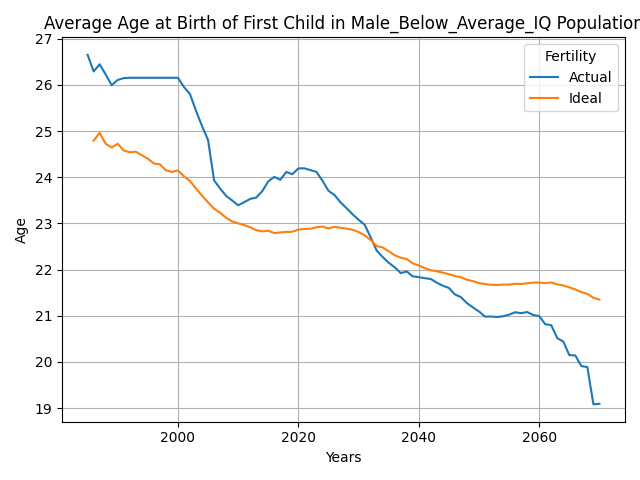 Average Age at Birth of First Child in Male_Below_Average_IQ Population
27
26
25
24
23
22
21
20
19
Age
2000
2020
2040
2060
Years
Fertility
Actual
Ideal